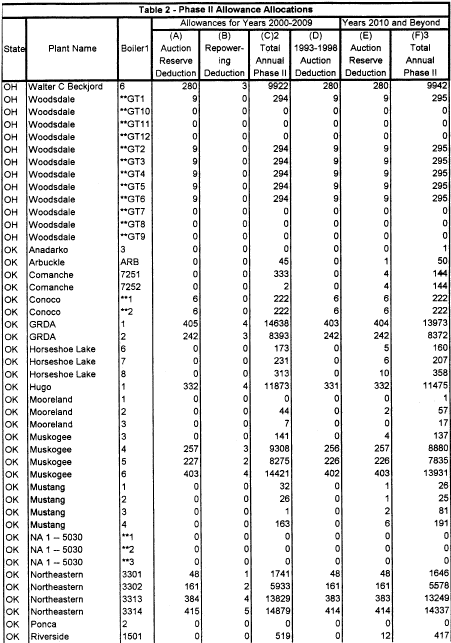 Table 2 - Phase II Allowance Allocations
Allowances for Years 2000-2009 Years 2010 and Beyond
State Plant Name Boiler1 (A) Auction Reserve Deduction (B) Repower-ing Deduction (C)2 Total Annual Phase II (D) 1993-1998 Auction Deduction (E) Auction Reserve Deduction (F)3 Total Annual Phase II
OH Walter C Beckjord 6 280 3 9922 280 280 9942
OH Woodsdale **GT1 9 0 294 9 9 295
OH Woodsdale **GT10 0 0 0 0 0 0
OH Woodsdale **GT11 0 0 0 0 0 0
OH Woodsdale **GT12 0 0 0 0 0 0
OH Woodsdale **GT2 9 0 294 9 9 295
OH Woodsdale **GT3 9 0 294 9 9 295
OH Woodsdale **GT4 9 0 294 9 9 295
OH Woodsdale **GT5 9 0 294 9 9 295
OH Woodsdale **GT6 9 0 294 9 9 295
OH Woodsdale **GT7 0 0 0 0 0 0
OH Woodsdale **GT8 0 0 0 0 0 0
OH Woodsdale **GT9 0 0 0 0 0 0
OK Anadarko 3 0 0 0 0 0 1
OK Arbuckle ARB 0 0 45 0 1 50
OK Comanche 7251 0 0 333 0 4 144
OK Comanche 7252 0 0 2 0 4 144
OK Conoco **1 6 0 222 6 6 222
OK Conoco **2 6 0 222 6 6 222
OK GRDA 1 405 4 14638 403 404 13973
OK GRDA 2 242 3 8393 242 242 8372
OK Horseshoe Lake 6 0 0 173 0 5 160
OK Horseshoe Lake 7 0 0 231 0 6 207
OK Horseshoe Lake 8 0 0 313 0 10 358
OK Hugo 1 332 4 11873 331 332 11475
OK Mooreland 1 0 0 0 0 0 1
OK Mooreland 2 0 0 44 0 2 57
OK Mooreland 3 0 0 7 0 0 17
OK Muskogee 3 0 0 141 0 4 137
OK Muskogee 4 257 3 9308 256 257 8880
OK Muskogee 5 227 2 8275 226 226 7835
OK Muskogee 6 403 4 14421 402 403 13931
OK Mustang 1 0 0 32 0 1 26
OK Mustang 2 0 0 26 0 1 25
OK Mustang 3 0 0 1 0 2 81
OK Mustang 4 0 0 163 0 6 191
OK NA 1 -- 5030 **1 0 0 0 0 0 0
OK NA 1 -- 5030 **2 0 0 0 0 0 0
OK NA 1 -- 5030 **3 0 0 0 0 0 0
OK Northeastern 3301 48 1 1741 48 48 1646
OK Northeastern 3302 161 2 5933 161 161 5578
OK Northeastern 3313 384 4 13829 383 383 13249
OK Northeastern 3314 415 5 14879 414 414 14337
OK Ponca 2 0 0 0 0 0 0
OK Riverside 1501 0 0 519 0 12 417